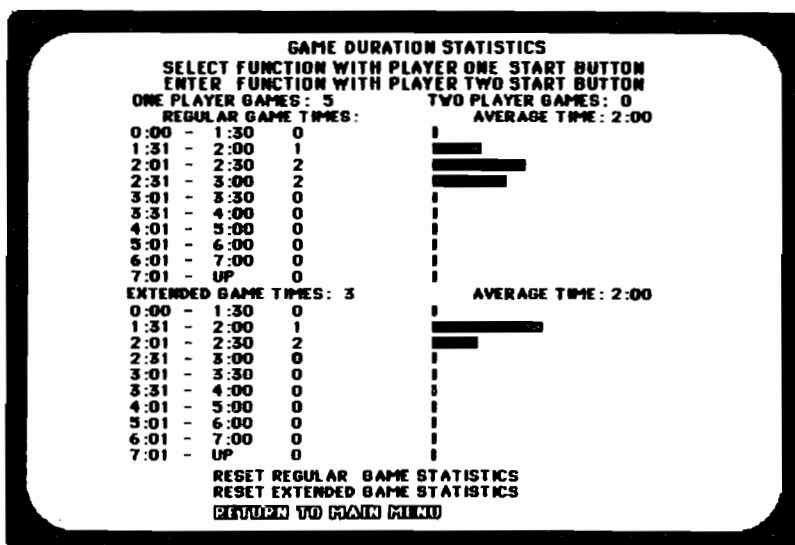 GAME DURATION STATISTICS
SELECT FUNCTION WITH PLAYER ONE START BUTTON
ENTER FUNCTION WITH PLAYER TWO START BUTTON
ONE PLAYER GAMES: 5 TWO PLAYER GAMES: 0
REGULAR GAME TIMES: AVERAGE TIME: 2:00
0:00 - 1:30 0
1:31 - 2:00 1
2:01 - 2:30 2
2:31 - 3:00 2
3:01 - 3:30 0
3:31 - 4:00 0
4:01 - 5:00 0
5:01 - 6:00 0
6:01 - 7:00 0
7:01 - UP 0
EXTENDED GAME TIMES: 3 AVERAGE TIME: 2:00
0:00 - 1:30 0
1:31 - 2:00 1
2:01 - 2:30 2
2:31 - 3:00 0
3:01 - 3:30 0
3:31 - 4:00 0
4:01 - 5:00 0
5:01 - 6:00 0
6:01 - 7:00 0
7:01 - UP 0
RESET REGULAR GAME STATISTICS
RESET EXTENDED GAME STATISTICS
RETURN TO MAIN MENU